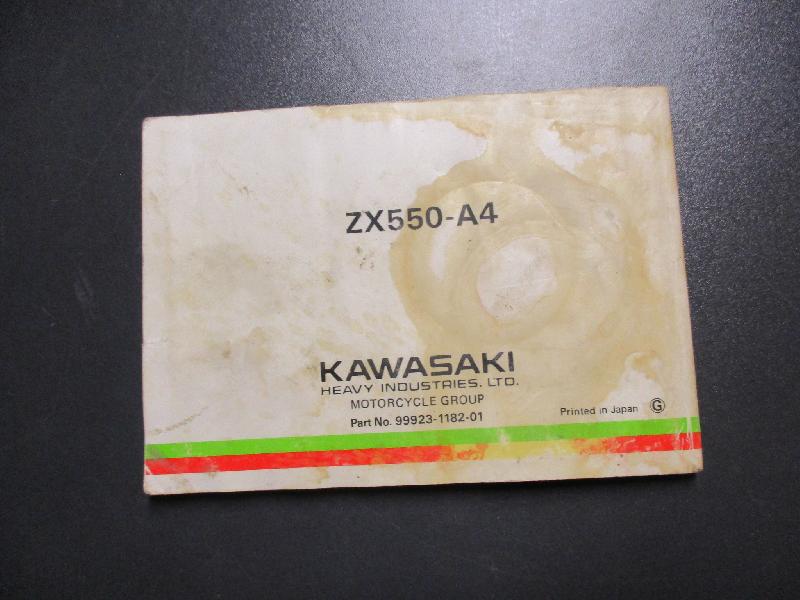 ZX550-A4
KAWASAKI
HEAVY INDUSTRIES, LTD.
MOTORCYCLE GROUP
Part No. 99923-1182-01
Printed in Japan Ⓖ